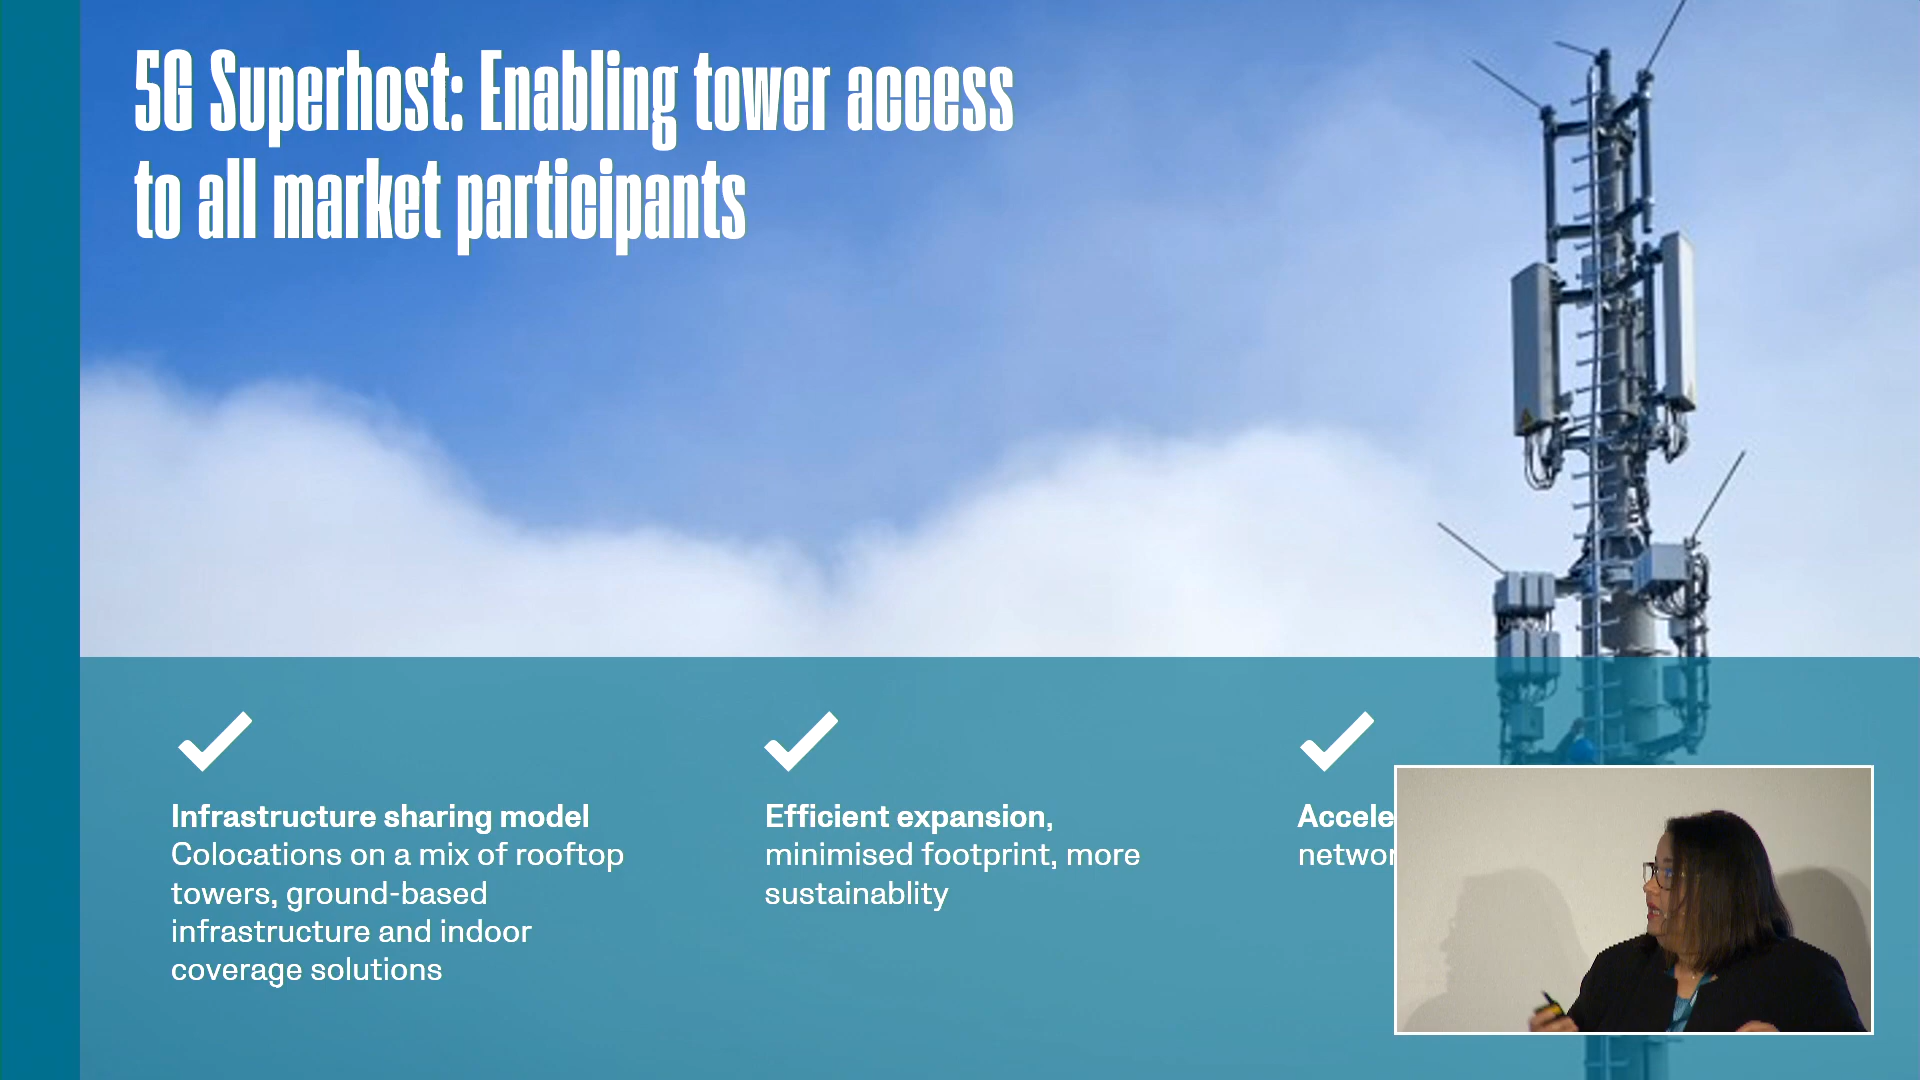 5G Superhost: Enabling tower access
to all market participants
Infrastructure sharing model
Colocations on a mix of rooftop
towers, ground-based
infrastructure and indoor
coverage solutions
Efficient expansion,
minimised footprint, more
sustainablity